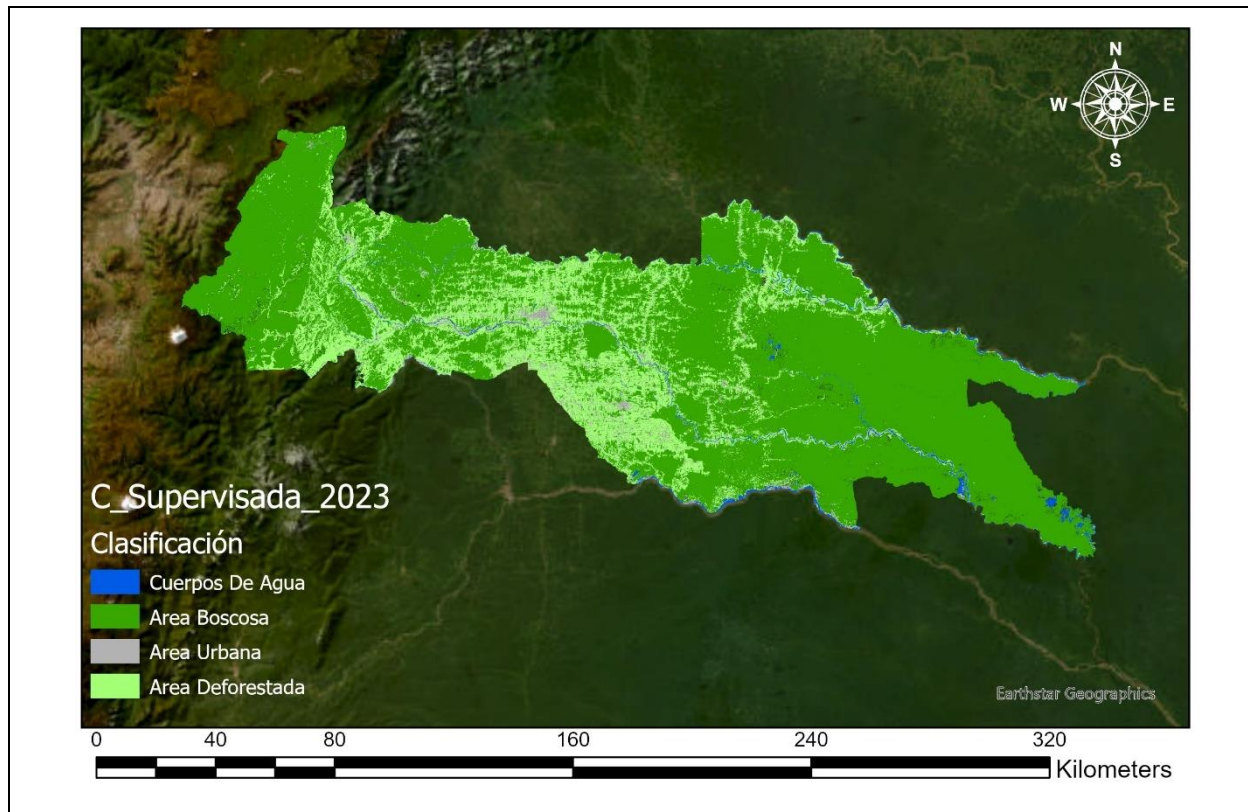 N
W E
S
C_Supervisada_2023
Clasificación
Cuerpos De Agua
Area Boscosa
Area Urbana
Area Deforestada
Earthstar Geographics
0 40 80 160 240 320
Kilometers